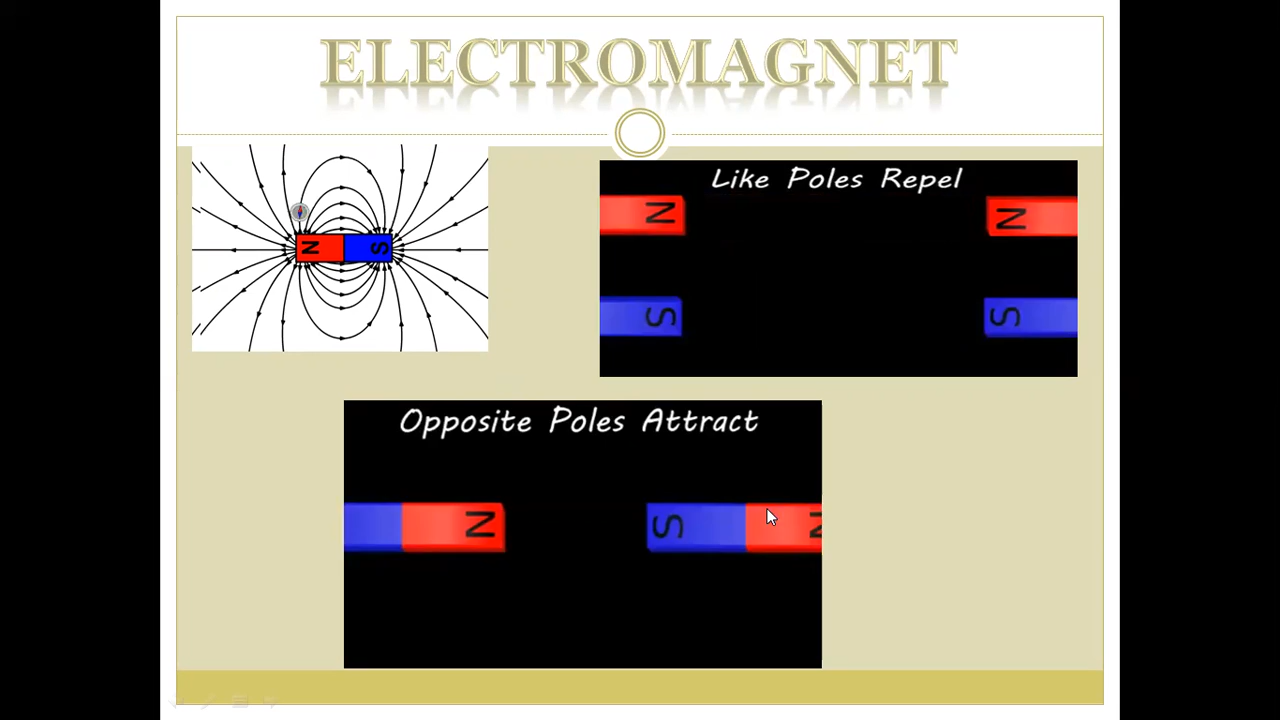 ELECTROMAGNET
N S
Like Poles Repel
N N
S S
Opposite Poles Attract
N S N